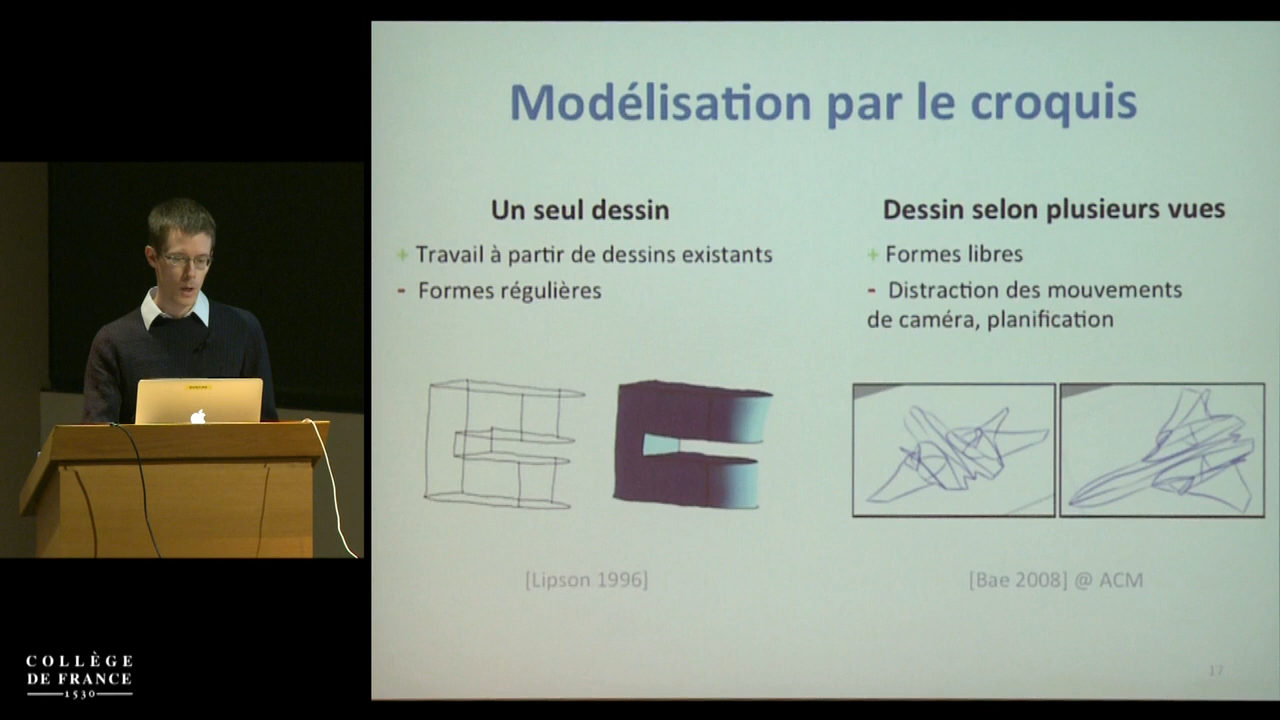 Modélisation par le croquis
Un seul dessin
+ Travail à partir de dessins existants
- Formes régulières
[Lipson 1996]
Dessin selon plusieurs vues
+ Formes libres
- Distraction des mouvements
de caméra, planification
[Bae 2008] @ ACM
17
COLLÈGE
DE FRANCE
1530